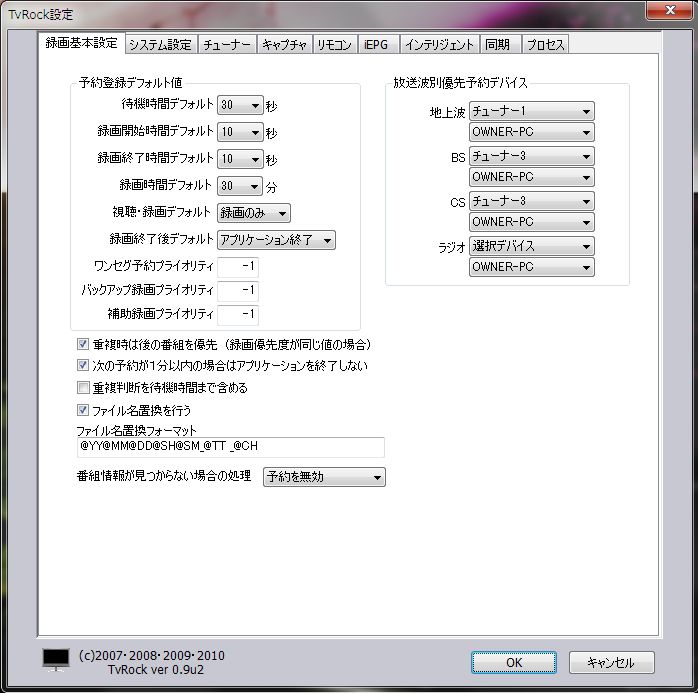 TvRock設定
録画基本設定 システム設定 チューナー キャプチャ リモコン iEPG インテリジェント 同期 プロセス
予約登録デフォルト値
待機時間デフォルト 30 秒
録画開始時間デフォルト 10 秒
録画終了時間デフォルト 10 秒
録画時間デフォルト 30 分
視聴・録画デフォルト 録画のみ
録画終了後デフォルト アプリケーション終了
ワンセグ予約プライオリティ -1
バックアップ録画プライオリティ -1
補助録画プライオリティ -1
放送波別優先予約デバイス
地上波 チューナー1
OWNER-PC
BS チューナー3
OWNER-PC
CS チューナー3
OWNER-PC
ラジオ 選択デバイス
OWNER-PC
重複時は後の番組を優先（録画優先度が同じ値の場合）
次の予約が1分以内の場合はアプリケーションを終了しない
重複判断を待機時間まで含める
ファイル名置換を行う
ファイル名置換フォーマット
@YY@MM@DD@SH@SM_@TT _@CH
番組情報が見つからない場合の処理 予約を無効
(c)2007・2008・2009・2010
TvRock ver 0.9u2
OK キャンセル